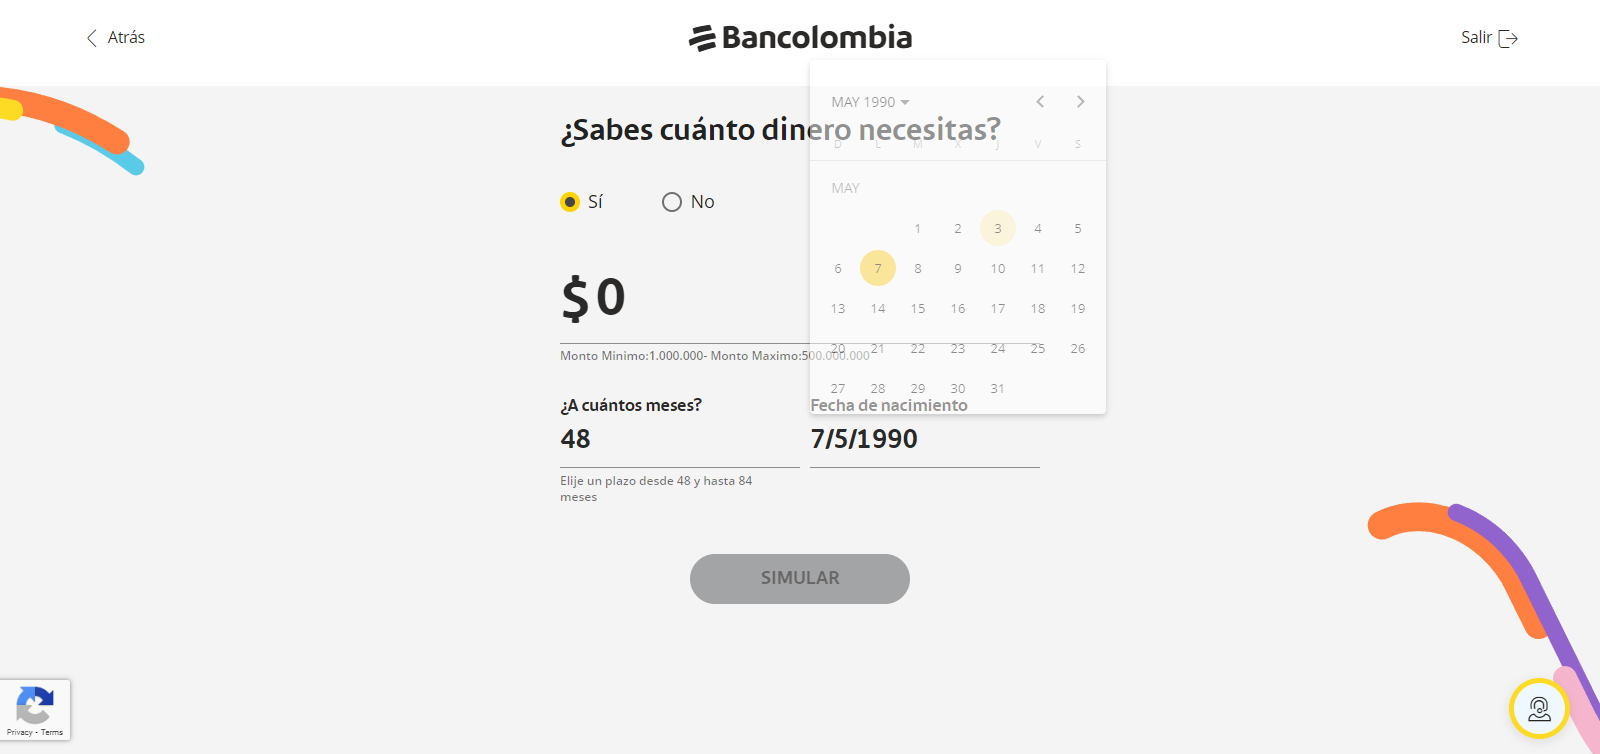 Atrás
Bancolombia
Salir
MAY 1990
¿Sabes cuánto dinero necesitas?
D L M X J V S
Sí
No
MAY
1 2 3 4 5
6 7 8 9 10 11 12
13 14 15 16 17 18 19
20 21 22 23 24 25 26
27 28 29 30 31
$0
Monto Minimo:1.000.000- Monto Maximo:500.000.000
¿A cuántos meses?
48
Elije un plazo desde 48 y hasta 84
meses
Fecha de nacimiento
7/5/1990
SIMULAR
Privacy - Terms